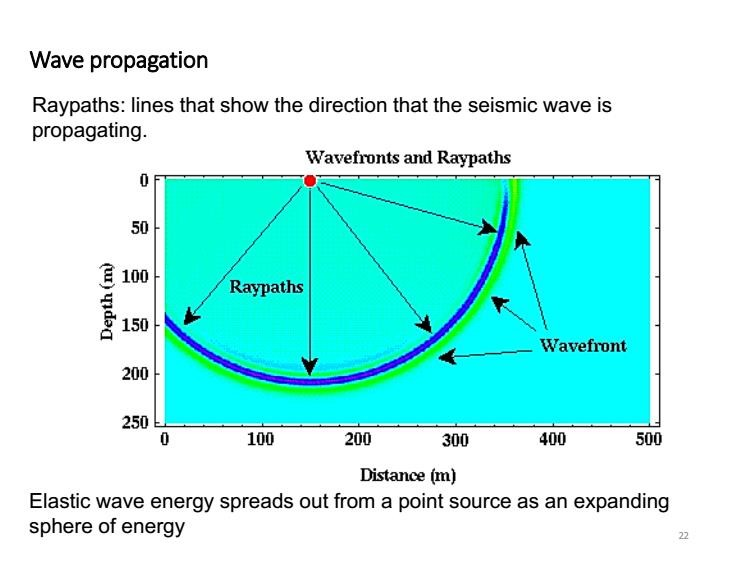 Wave propagation
Raypaths: lines that show the direction that the seismic wave is
propagating.
Wavefronts and Raypaths
0
50
100
150
200
250
Depth (m)
Raypaths
Wavefront
0 100 200 300 400 500
Distance (m)
Elastic wave energy spreads out from a point source as an expanding
sphere of energy
22